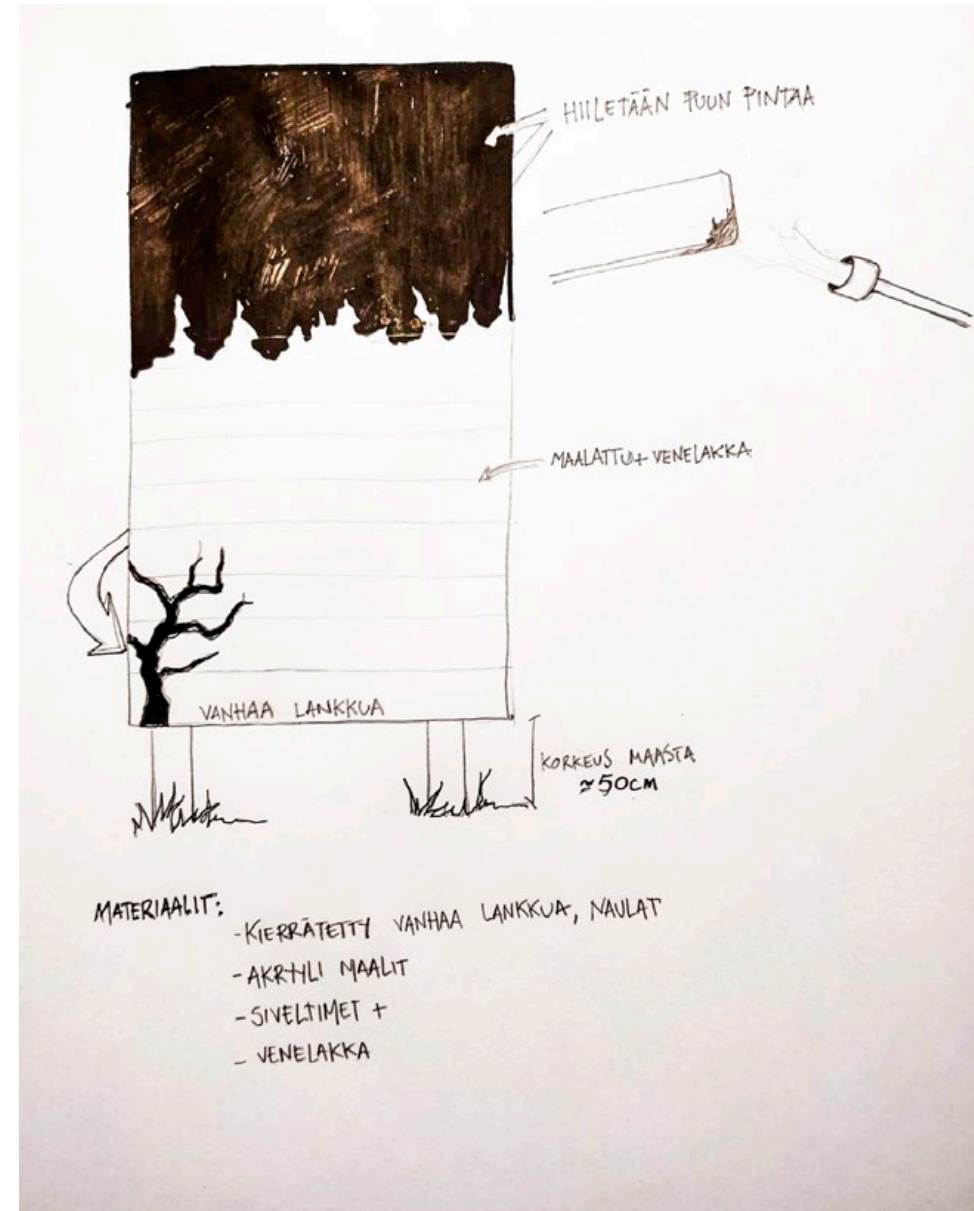 HIILETÄÄN PUUN PINTAA
MAALATTU + VENELAKKA
VANHAA LANKKUA
KORKEUS MAASTA
≈50CM
MATERIAALIT:
-KIERRÄTETTY VANHAA LANKKUA, NAULAT
-AKRYLI MAALIT
-SIVELTIMET +
- VENELAKKA